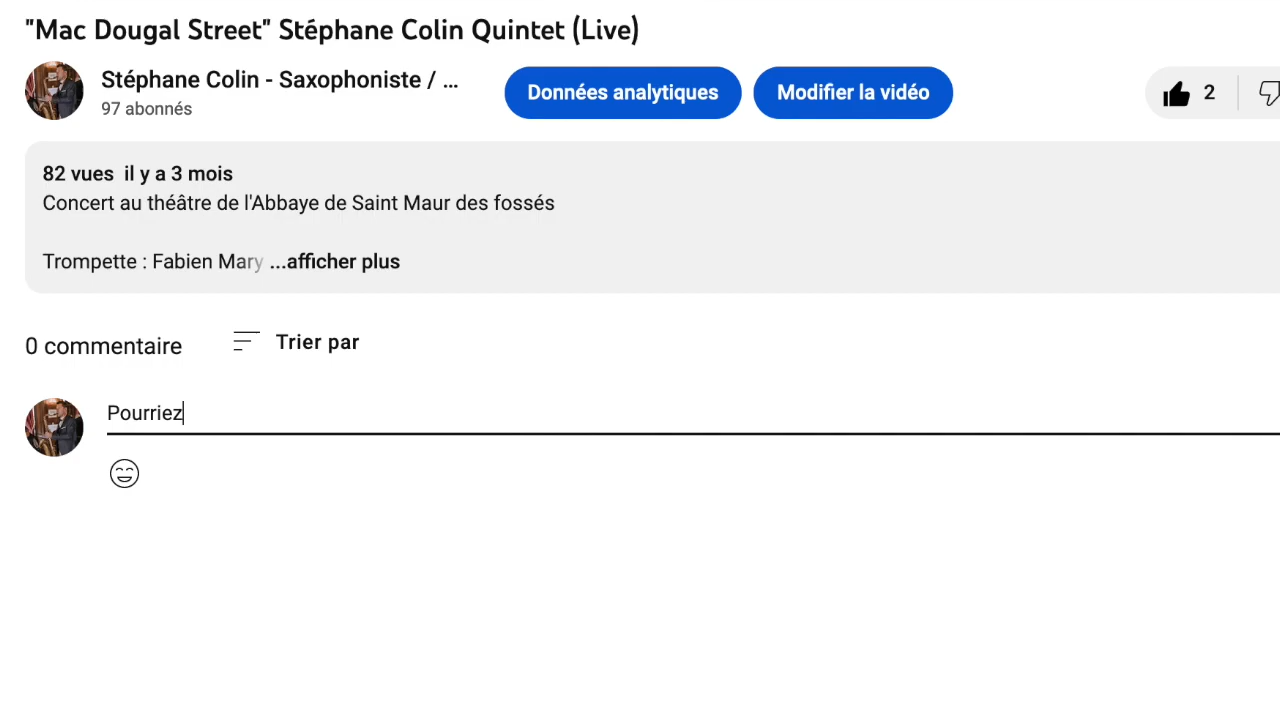 "Mac Dougal Street" Stéphane Colin Quintet (Live)
Stéphane Colin - Saxophoniste / ...
97 abonnés
Données analytiques
Modifier la vidéo
2
82 vues il y a 3 mois
Concert au théâtre de l'Abbaye de Saint Maur des fossés
Trompette : Fabien Mary ...afficher plus
0 commentaire
Trier par
Pourriez